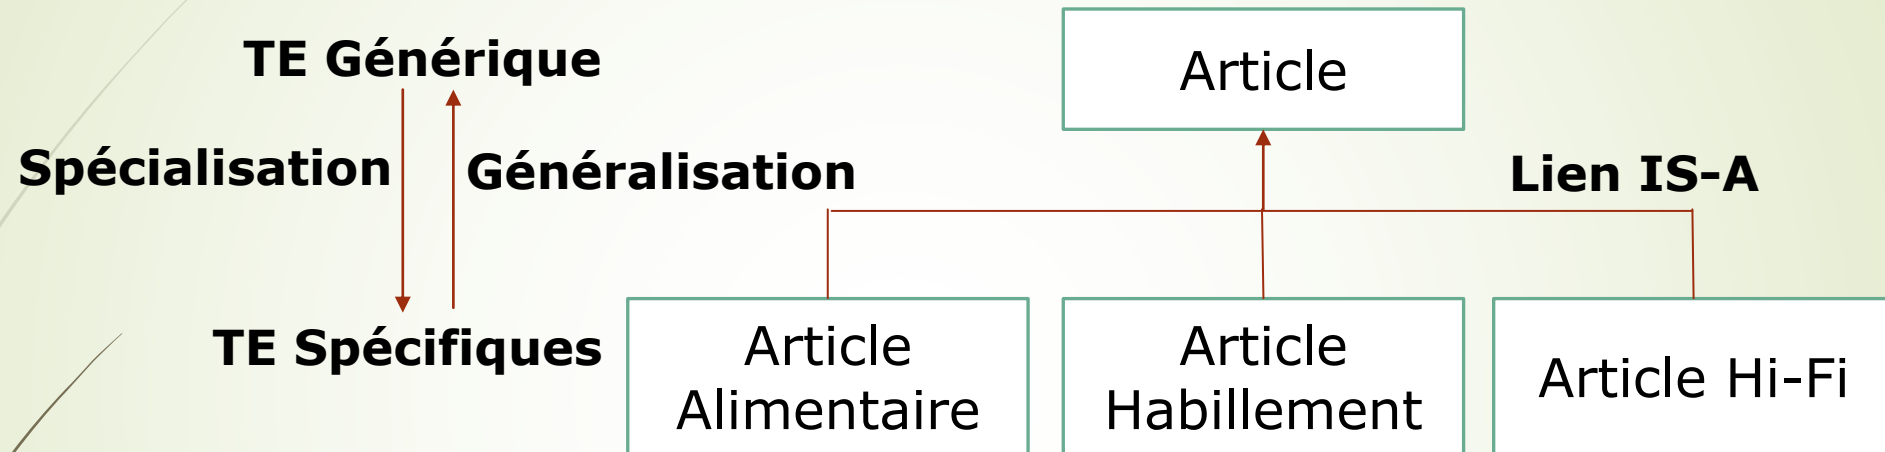 TE Générique
Article
Spécialisation
Généralisation
Lien IS-A
TE Spécifiques
Article
Alimentaire
Article
Habillement
Article Hi-Fi